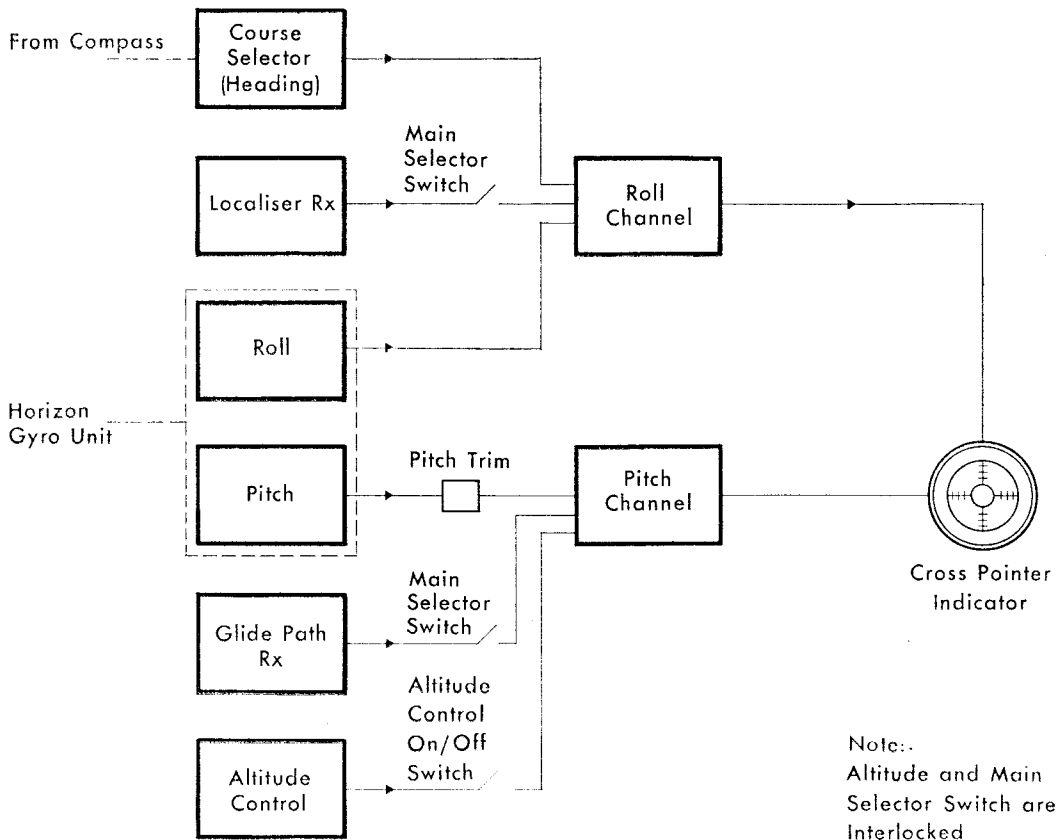 From Compass
Course
Selector
(Heading)
Main
Selector
Switch
Localiser Rx
Roll
Channel
Roll
Horizon
Gyro Unit
Pitch
Pitch Trim
Pitch
Channel
Cross Pointer
Indicator
Main
Selector
Switch
Glide Path
Rx
Altitude
Control
On/Off
Switch
Altitude
Control
Note:-
Altitude and Main
Selector Switch are
Interlocked